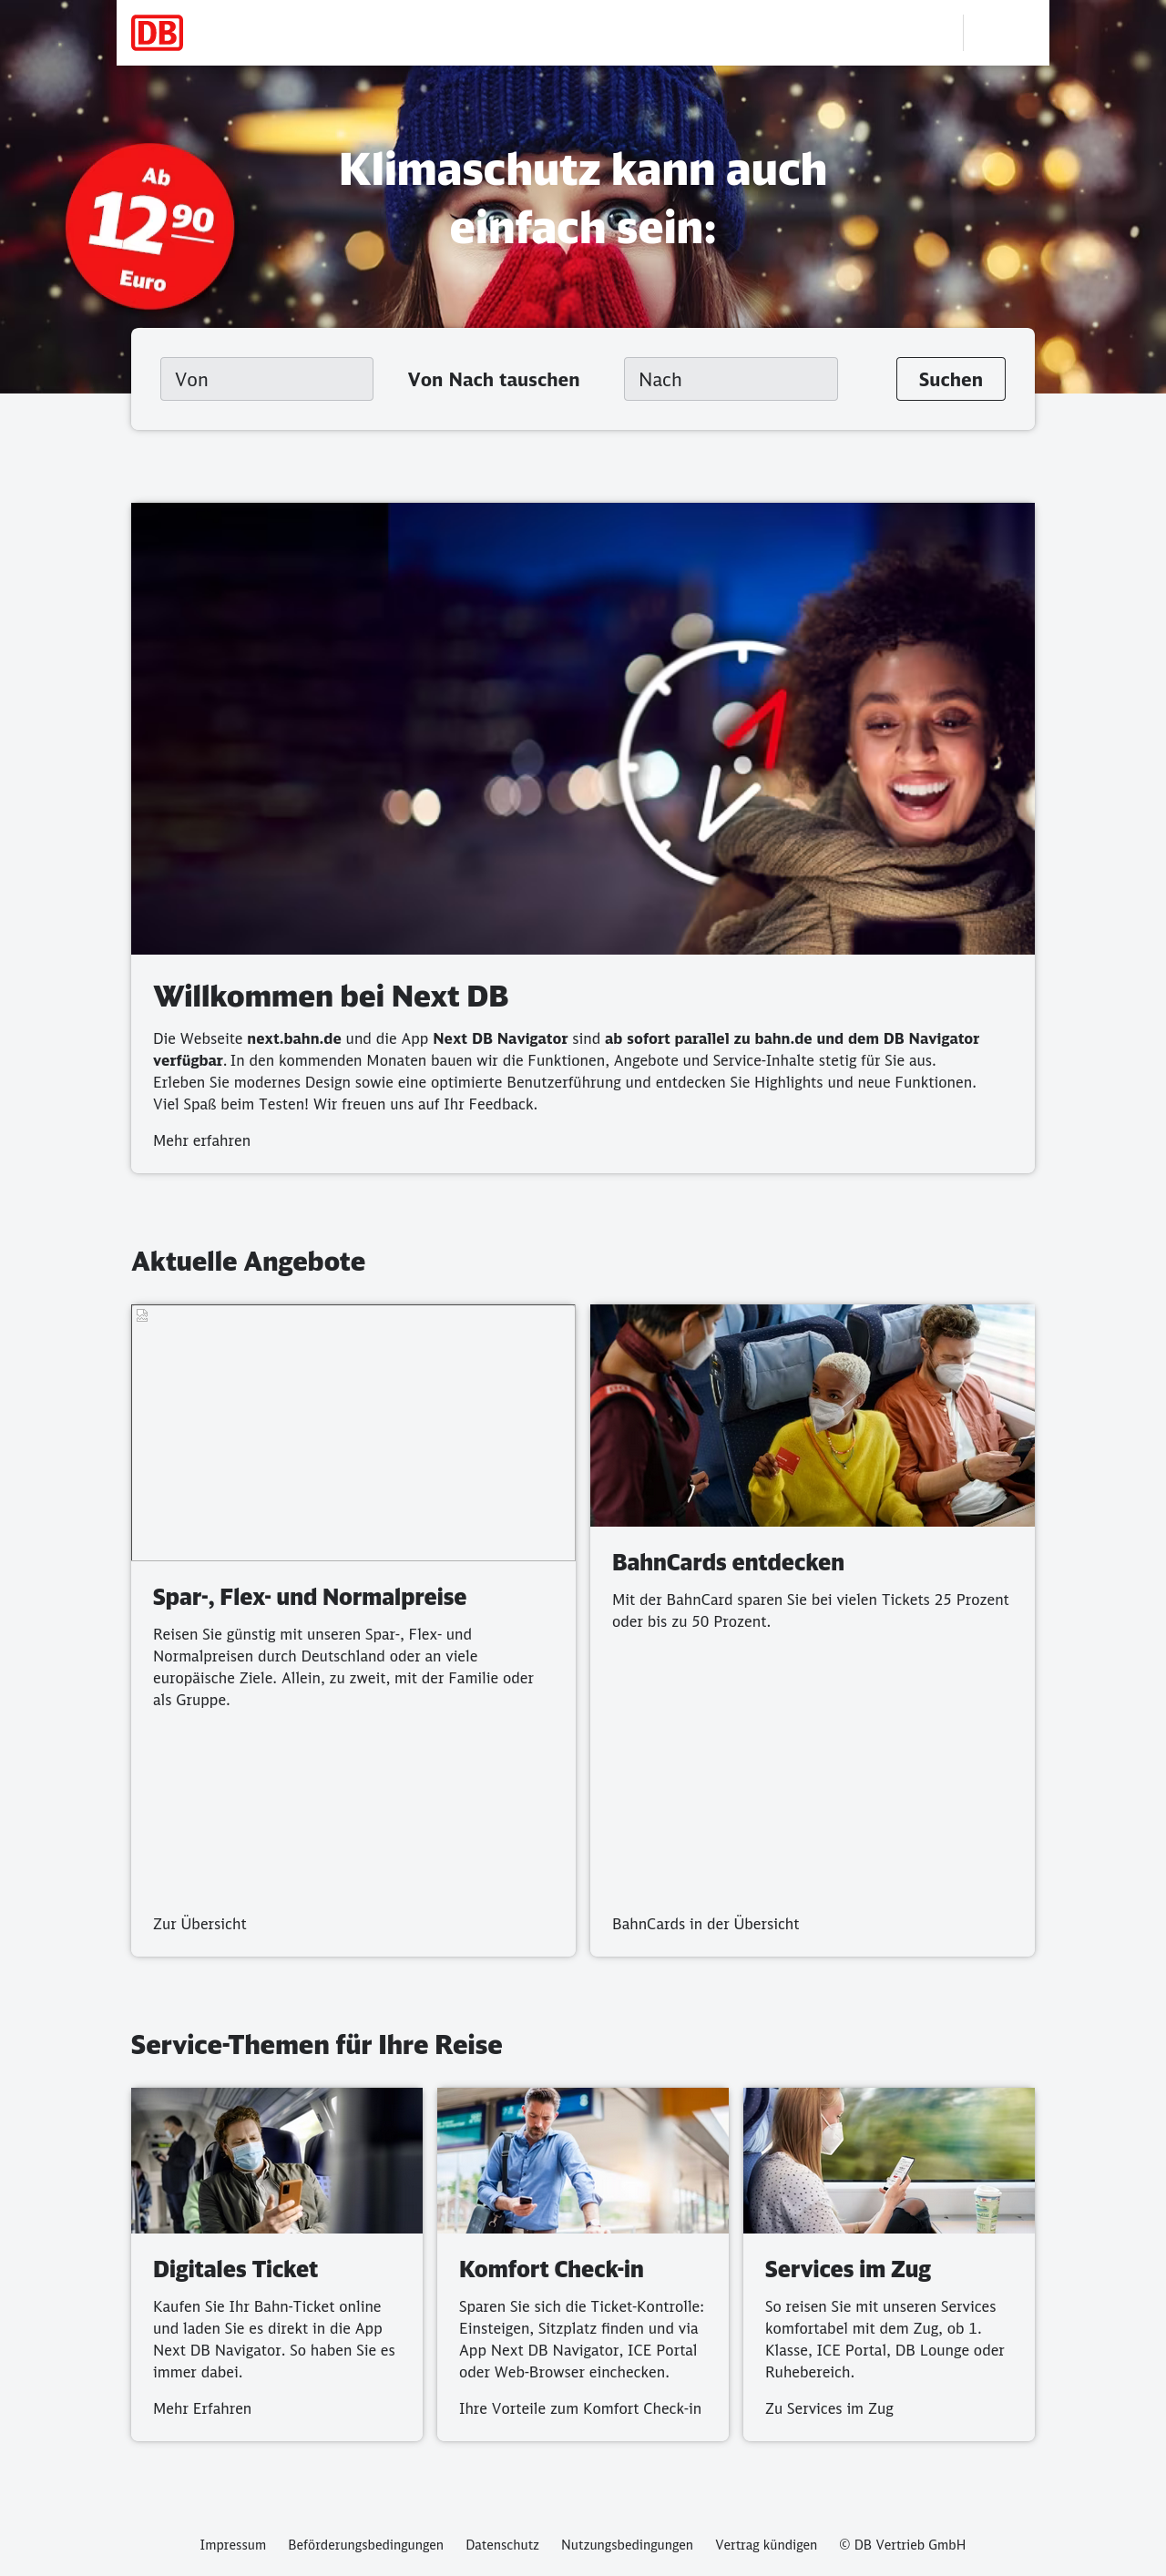 DB
Klimaschutz kann auch
einfach sein:
Ab
12 90
Euro
Von
Von Nach tauschen
Nach
Suchen
Willkommen bei Next DB
Die Webseite next.bahn.de und die App Next DB Navigator sind ab sofort parallel zu bahn.de und dem DB Navigator
verfügbar. In den kommenden Monaten bauen wir die Funktionen, Angebote und Service-Inhalte stetig für Sie aus.
Erleben Sie modernes Design sowie eine optimierte Benutzerführung und entdecken Sie Highlights und neue Funktionen.
Viel Spaß beim Testen! Wir freuen uns auf Ihr Feedback.
Mehr erfahren
Aktuelle Angebote
Spar-, Flex- und Normalpreise
Reisen Sie günstig mit unseren Spar-, Flex- und
Normalpreisen durch Deutschland oder an viele
europäische Ziele. Allein, zu zweit, mit der Familie oder
als Gruppe.
Zur Übersicht
BahnCards entdecken
Mit der BahnCard sparen Sie bei vielen Tickets 25 Prozent
oder bis zu 50 Prozent.
BahnCards in der Übersicht
Service-Themen für Ihre Reise
Digitales Ticket
Kaufen Sie Ihr Bahn-Ticket online
und laden Sie es direkt in die App
Next DB Navigator. So haben Sie es
immer dabei.
Mehr Erfahren
Komfort Check-in
Sparen Sie sich die Ticket-Kontrolle:
Einsteigen, Sitzplatz finden und via
App Next DB Navigator, ICE Portal
oder Web-Browser einchecken.
Ihre Vorteile zum Komfort Check-in
Services im Zug
So reisen Sie mit unseren Services
komfortabel mit dem Zug, ob 1.
Klasse, ICE Portal, DB Lounge oder
Ruhebereich.
Zu Services im Zug
Impressum Beförderungsbedingungen Datenschutz Nutzungsbedingungen Vertrag kündigen © DB Vertrieb GmbH